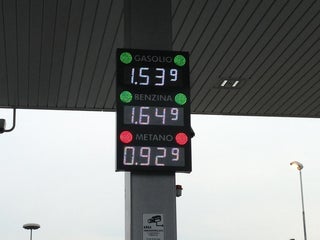 GASOLIO
1.539
BENZINA
1.649
METANO
0.929